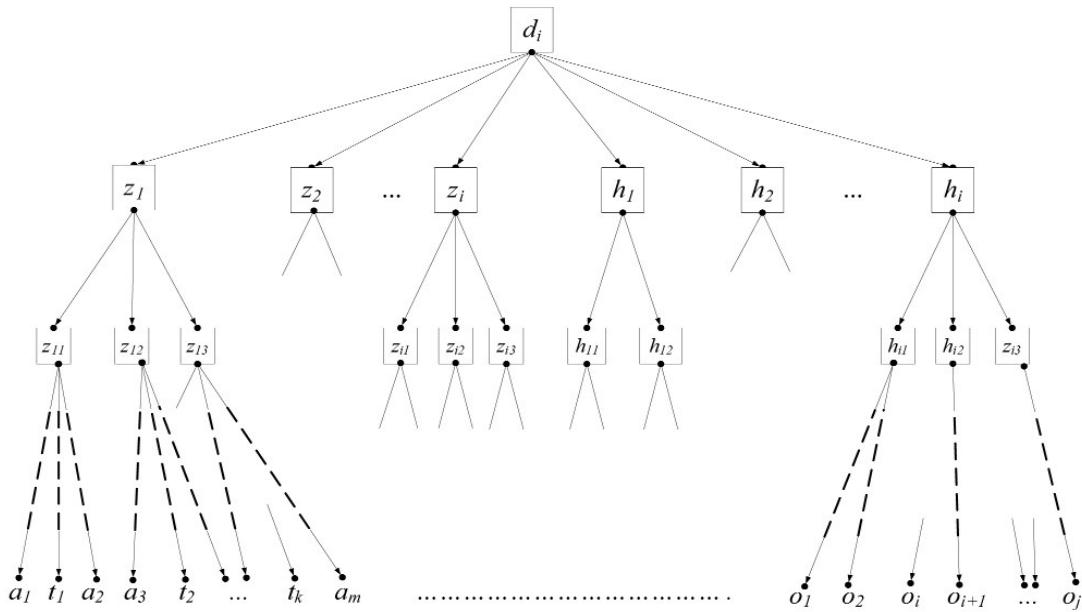 d_i
z_1 z_2 ... z_i h_1 h_2 ... h_i
z_11 z_12 z_13 z_i1 z_i2 z_i3 h_11 h_12 h_i1 h_i2 z_i3
a_1 t_1 a_2 a_3 t_2 ... t_k a_m ........................................ o_1 o_2 o_i o_i+1 ... o_j